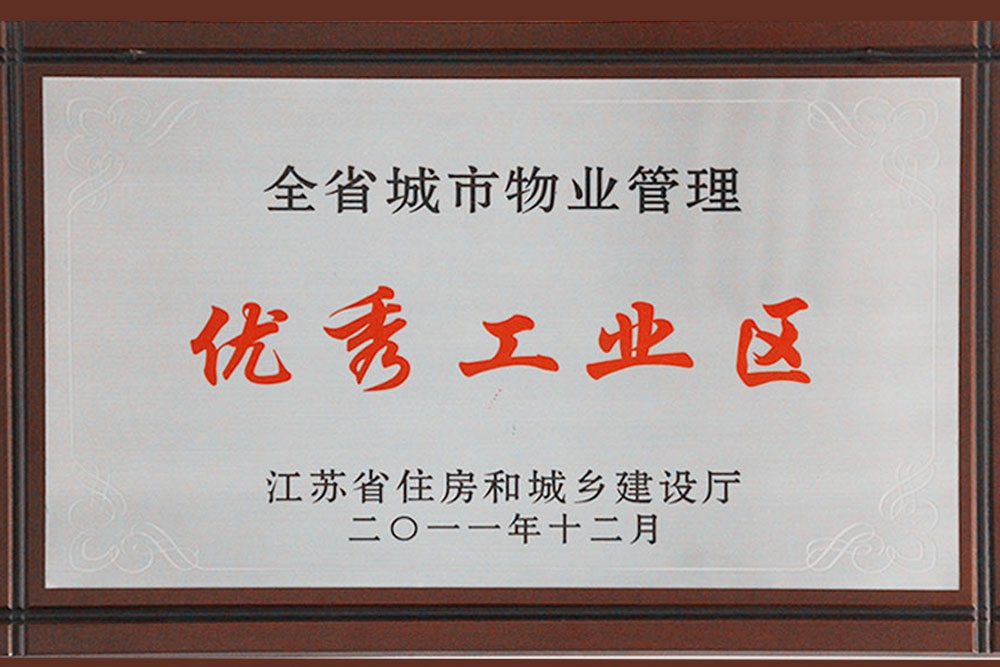 全省城市物业管理
优秀工业区
江苏省住房和城乡建设厅
二〇一一年十二月